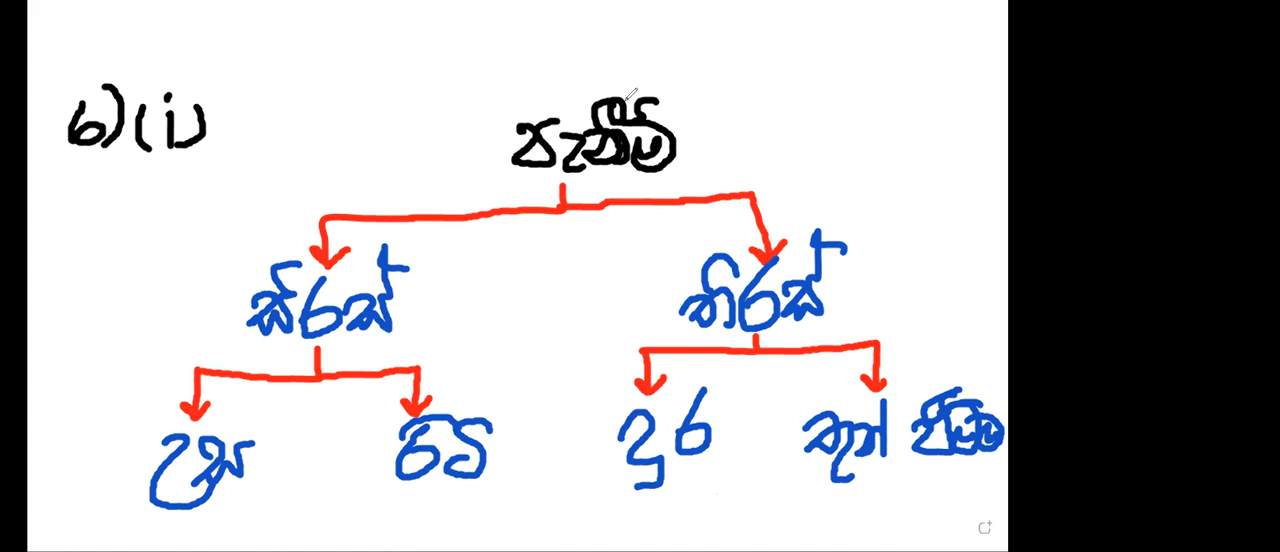 6) (i) පැනීම්
සිරස් තිරස්
උස රිටි දුර තුන් පිම්ම